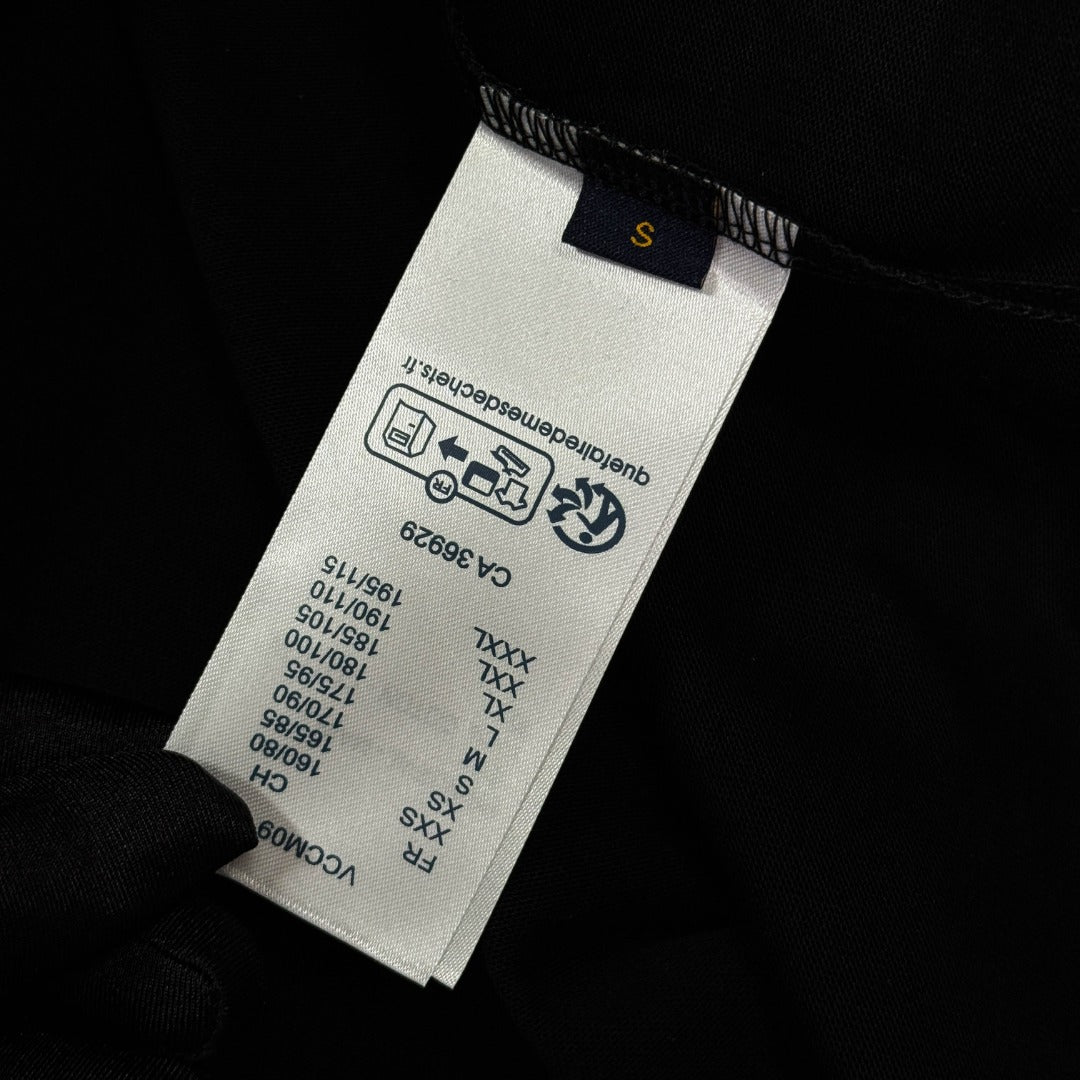 VCCM09
FR CH
XXS 160/80
XS 165/85
S 170/90
M 175/95
L 180/100
XL 185/105
XXL 190/110
XXXL 195/115
CA 36929
FR
quefairedemesdechets.fr
S